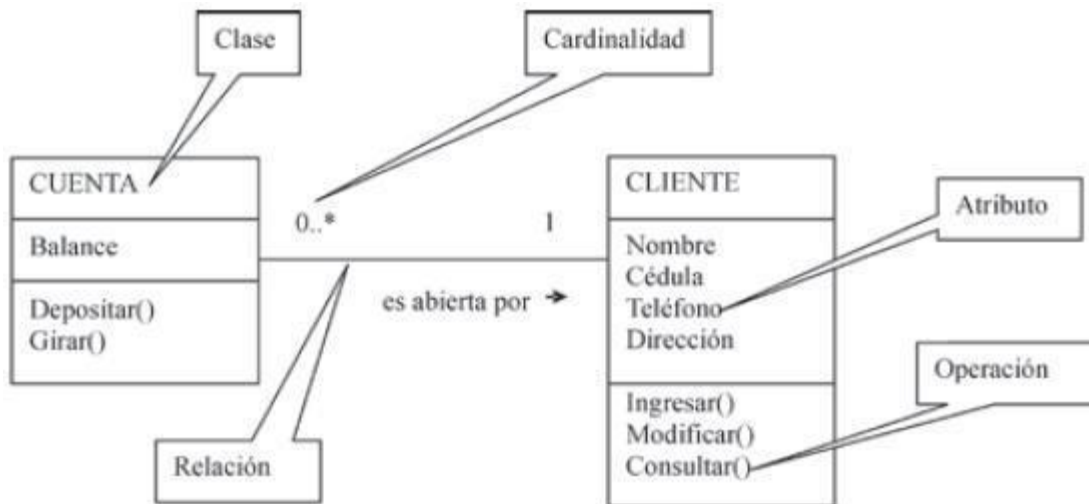 Clase
Cardinalidad
CUENTA
Balance
Depositar()
Girar()
0..*
1
es abierta por →
CLIENTE
Nombre
Cédula
Teléfono
Dirección
Ingresar()
Modificar()
Consultar()
Atributo
Operación
Relación